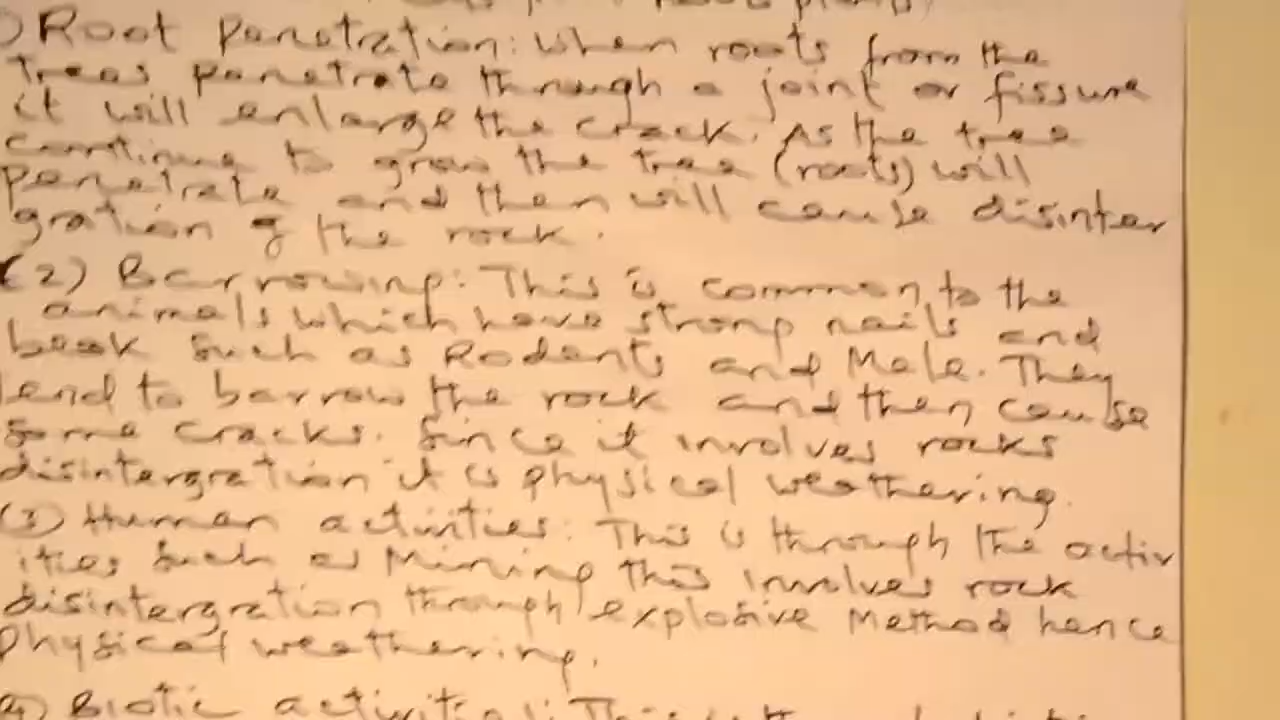 ) Root penetration: when roots from the
trees penetrate through a joint or fissure
it will enlarge the crack. As the tree
continue to grow the tree (roots) will
penetrate and then will cause disinter
gration of the rock.
(2) Barrowing: This is common to the
animals which have strong nails and
beak such as Rodents and Mole. They
tend to barrow the rock and then cause
some cracks. Since it involves rocks
disintergration it is physical weathering.
(3) Human activities: This is through the activ
ities such as Mining this involves rock
disintergration through explosive Method hence
Physical weathering.
4) Biotic